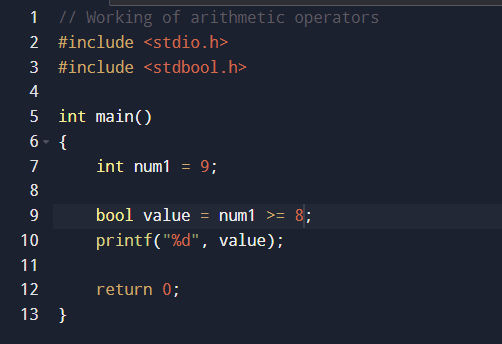 1 // Working of arithmetic operators
2 #include <stdio.h>
3 #include <stdbool.h>
4
5 int main()
6 {
7     int num1 = 9;
8
9     bool value = num1 >= 8;
10     printf("%d", value);
11
12     return 0;
13 }